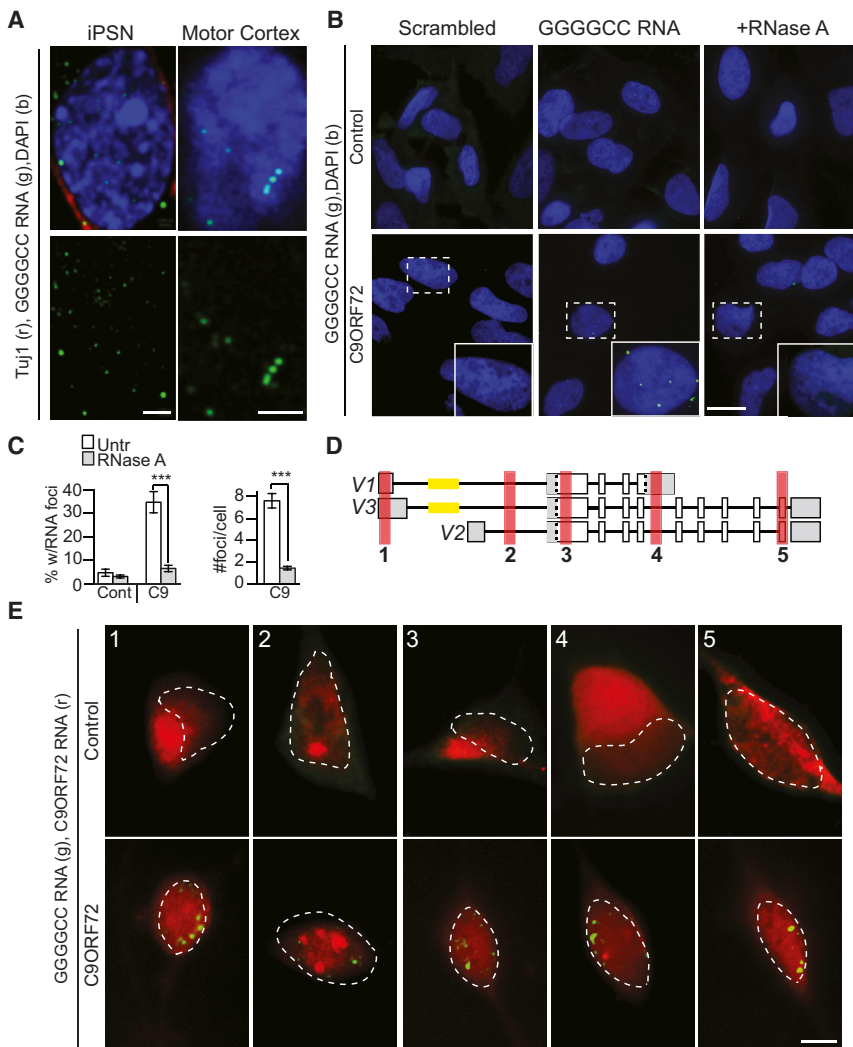 A
iPSN
Motor Cortex
Tuj1 (r), GGGGCC RNA (g),DAPI (b)
B
Scrambled
GGGGCC RNA
+RNase A
GGGGCC RNA (g),DAPI (b)
Control
C9ORF72
C
Untr
RNase A
% w/RNA foci
40
30
20
10
0
***
Cont
C9
#foci/cell
8
6
4
2
0
***
C9
D
V1
V3
V2
1
2
3
4
5
E
GGGGCC RNA (g), C9ORF72 RNA (r)
Control
C9ORF72
1
2
3
4
5